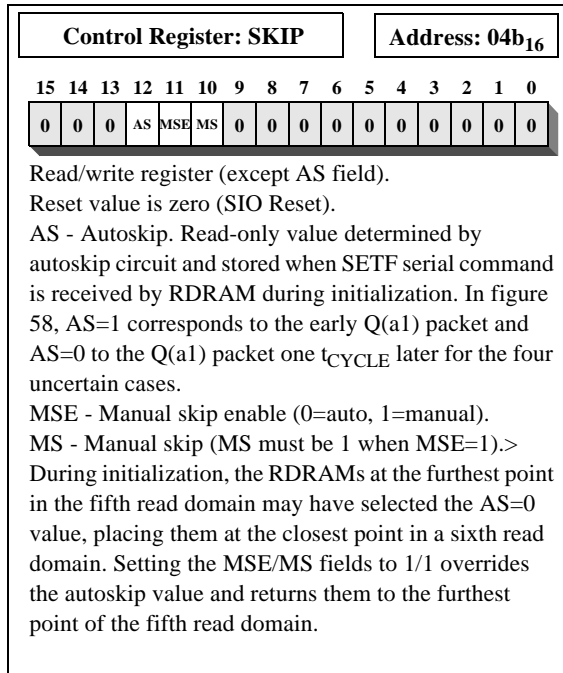 Control Register: SKIP Address: 04b16
15 14 13 12 11 10 9 8 7 6 5 4 3 2 1 0
0 0 0 AS MSE MS 0 0 0 0 0 0 0 0 0 0
Read/write register (except AS field).
Reset value is zero (SIO Reset).
AS - Autoskip. Read-only value determined by
autoskip circuit and stored when SETF serial command
is received by RDRAM during initialization. In figure
58, AS=1 corresponds to the early Q(a1) packet and
AS=0 to the Q(a1) packet one tCYCLE later for the four
uncertain cases.
MSE - Manual skip enable (0=auto, 1=manual).
MS - Manual skip (MS must be 1 when MSE=1).>
During initialization, the RDRAMs at the furthest point
in the fifth read domain may have selected the AS=0
value, placing them at the closest point in a sixth read
domain. Setting the MSE/MS fields to 1/1 overrides
the autoskip value and returns them to the furthest
point of the fifth read domain.